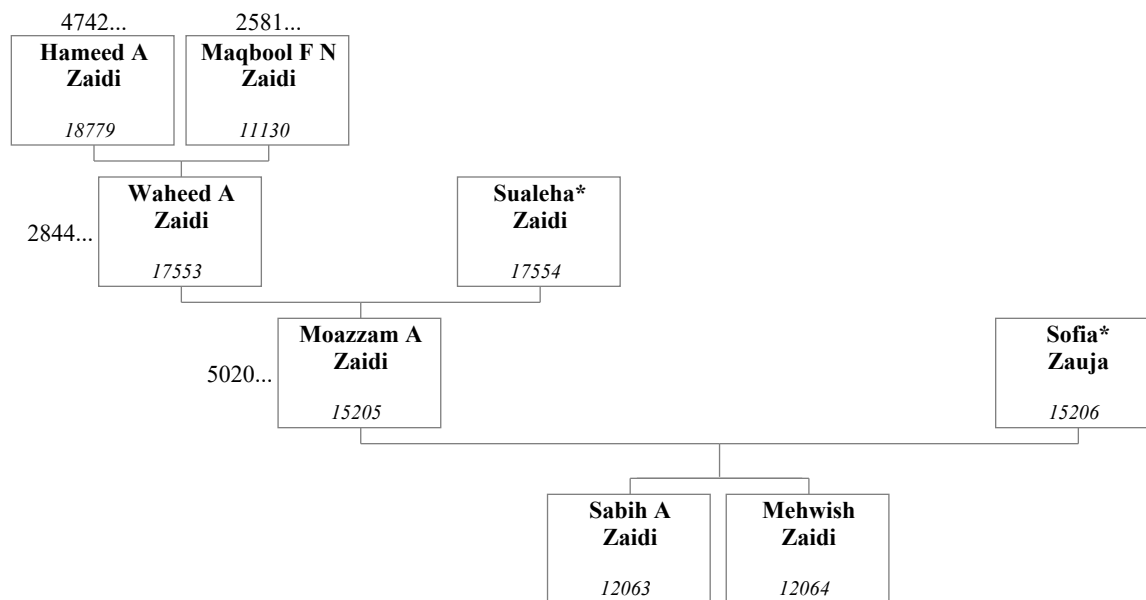 4742...
2581...
Hameed A
Zaidi
18779
Maqbool F N
Zaidi
11130
2844...
Waheed A
Zaidi
17553
Sualeha*
Zaidi
17554
5020...
Moazzam A
Zaidi
15205
Sofia*
Zauja
15206
Sabih A
Zaidi
12063
Mehwish
Zaidi
12064